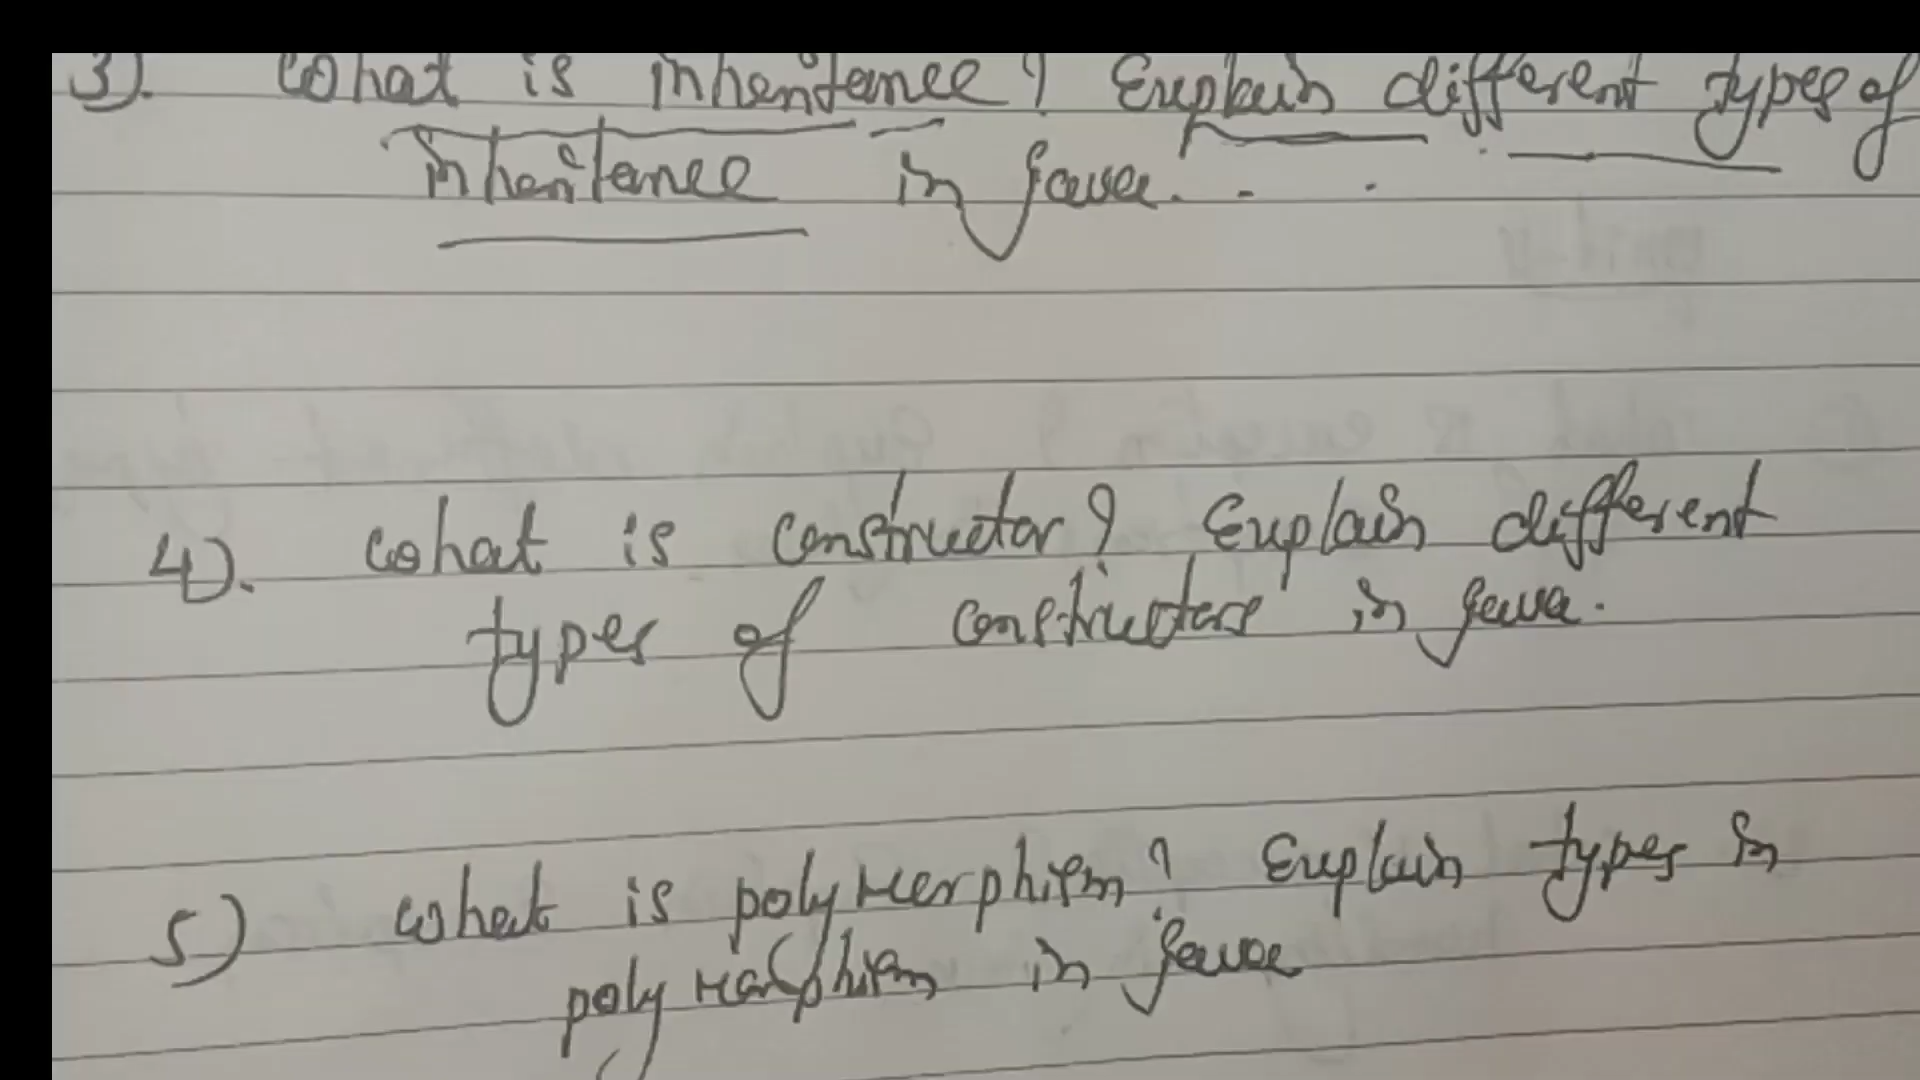 3). What is inheritance? Explain different types of
inheritance in java.
4). What is constructor? Explain different
types of constructors in java.
5) What is polymorphism? Explain types in
polymorphism in java